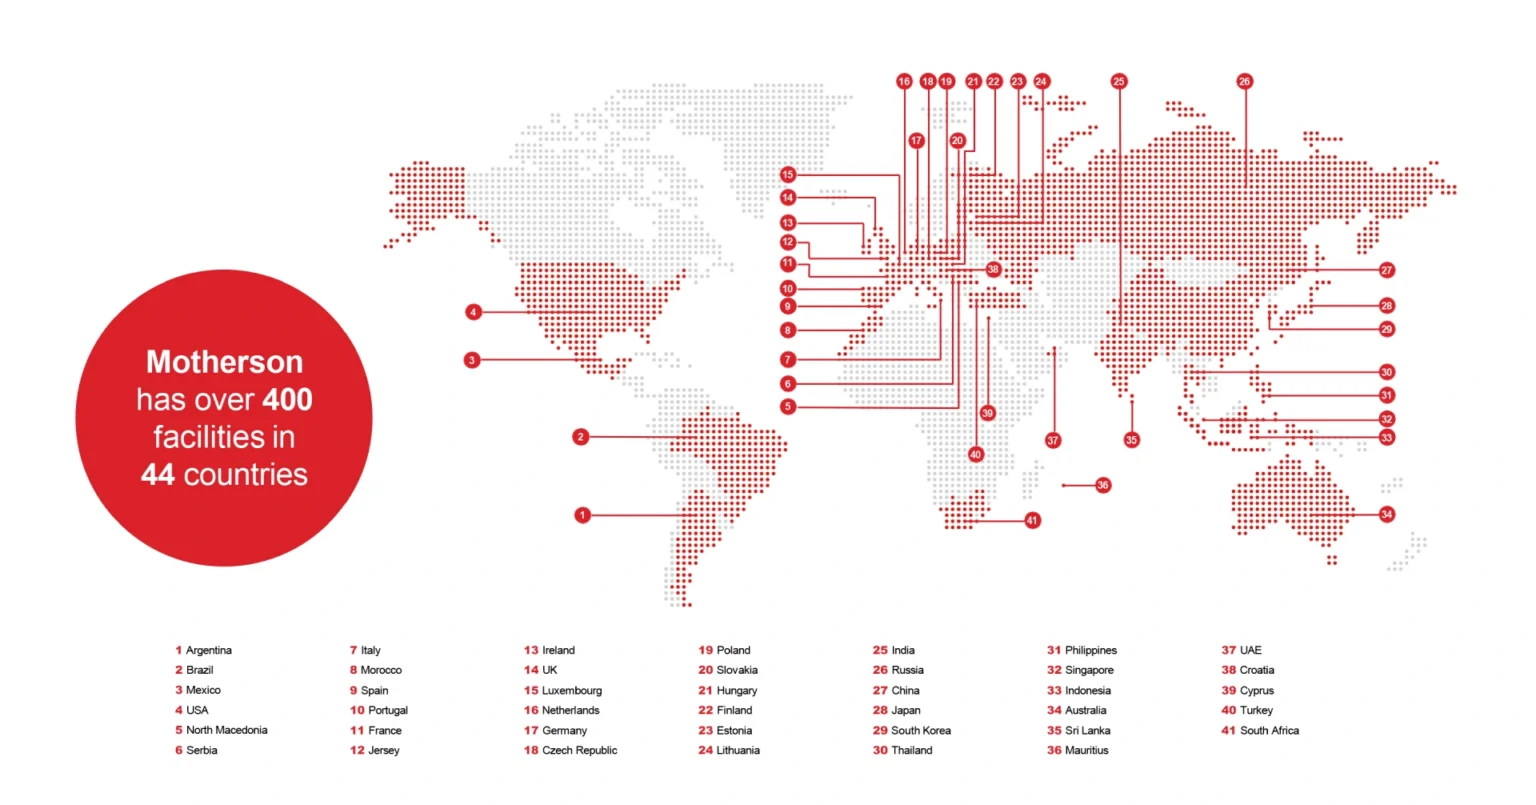 16 18 19 21 22 23 24 25 26
17 20
15
14
13
12
11
38
27
10
9
28
4
8
29
3
7
30
6
31
5
39
32
2
37
35
33
40
36
1
41
34
Motherson
has over 400
facilities in
44 countries
1 Argentina
2 Brazil
3 Mexico
4 USA
5 North Macedonia
6 Serbia
7 Italy
8 Morocco
9 Spain
10 Portugal
11 France
12 Jersey
13 Ireland
14 UK
15 Luxembourg
16 Netherlands
17 Germany
18 Czech Republic
19 Poland
20 Slovakia
21 Hungary
22 Finland
23 Estonia
24 Lithuania
25 India
26 Russia
27 China
28 Japan
29 South Korea
30 Thailand
31 Philippines
32 Singapore
33 Indonesia
34 Australia
35 Sri Lanka
36 Mauritius
37 UAE
38 Croatia
39 Cyprus
40 Turkey
41 South Africa